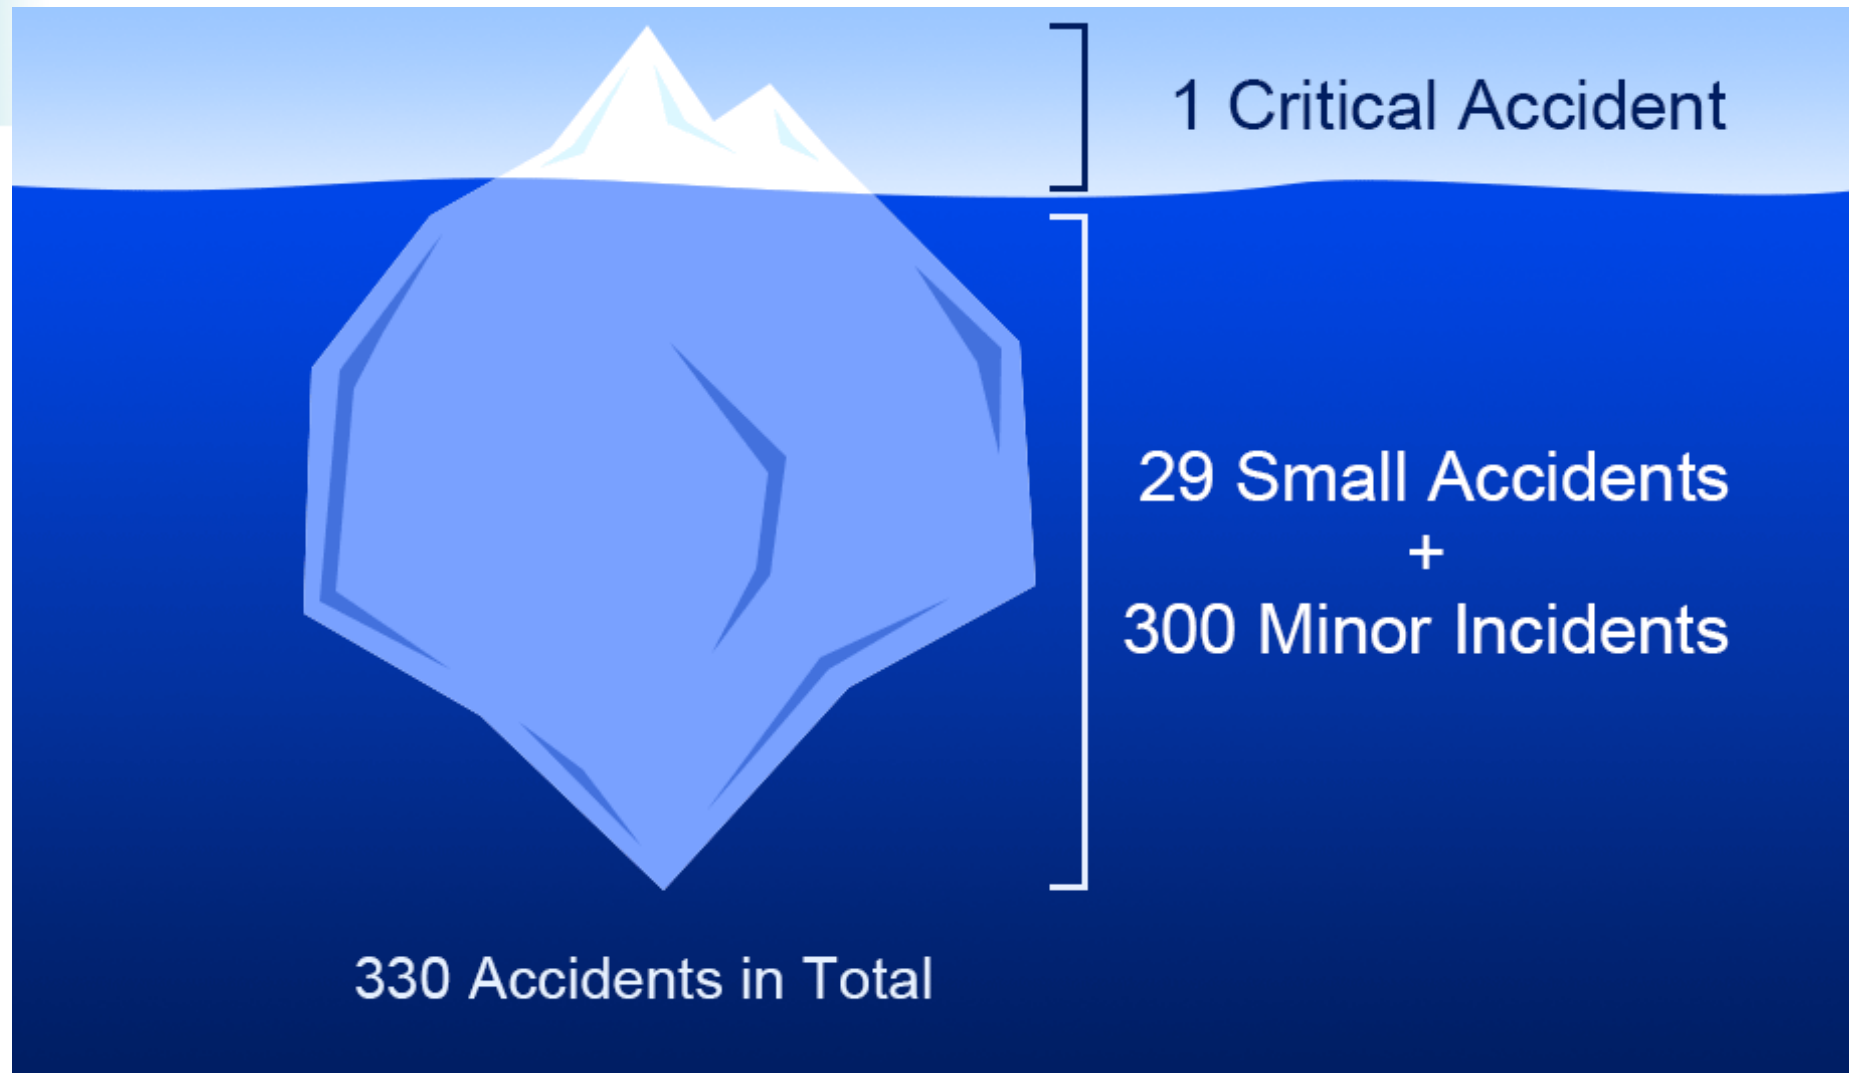 1 Critical Accident
29 Small Accidents
+
300 Minor Incidents
330 Accidents in Total